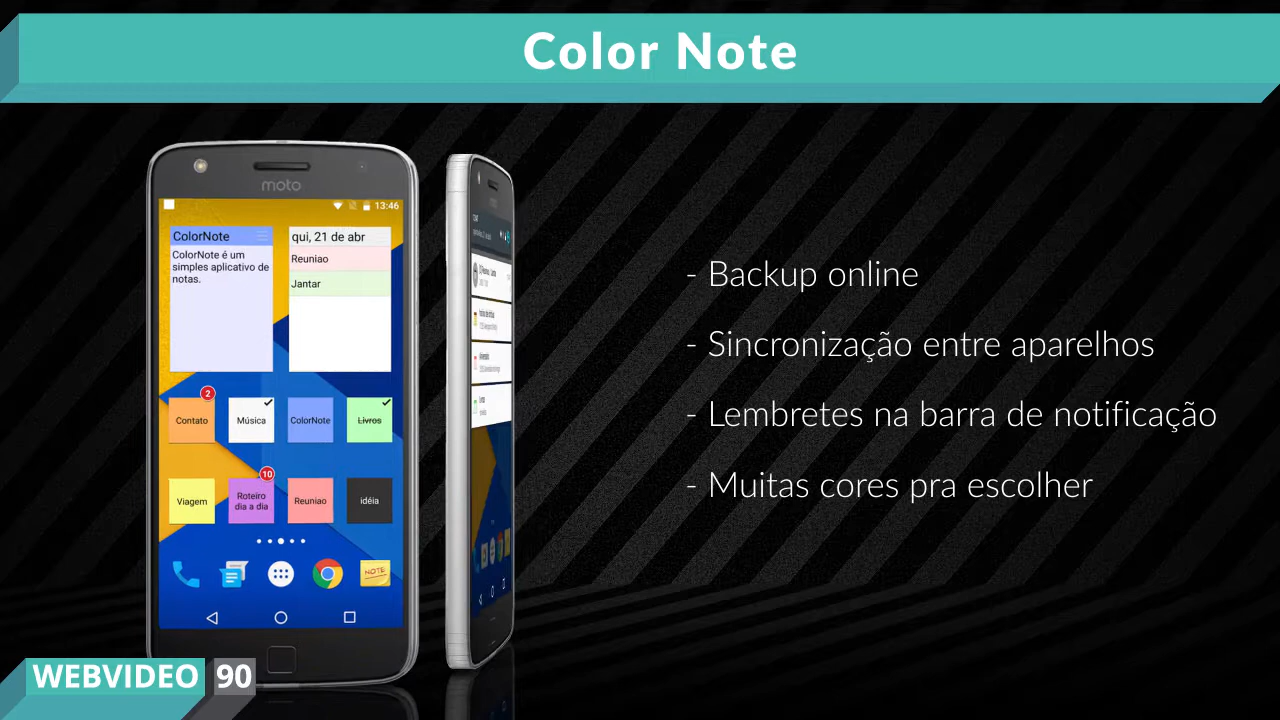 Color Note
moto
13:46
ColorNote
ColorNote é um
simples aplicativo de
notas.
qui, 21 de abr
Reuniao
Jantar
2
Contato
Música
ColorNote
Livros
Viagem
10
Roteiro
dia a dia
Reuniao
idéia
NOTE
- Backup online
- Sincronização entre aparelhos
- Lembretes na barra de notificação
- Muitas cores pra escolher
WEBVIDEO 90